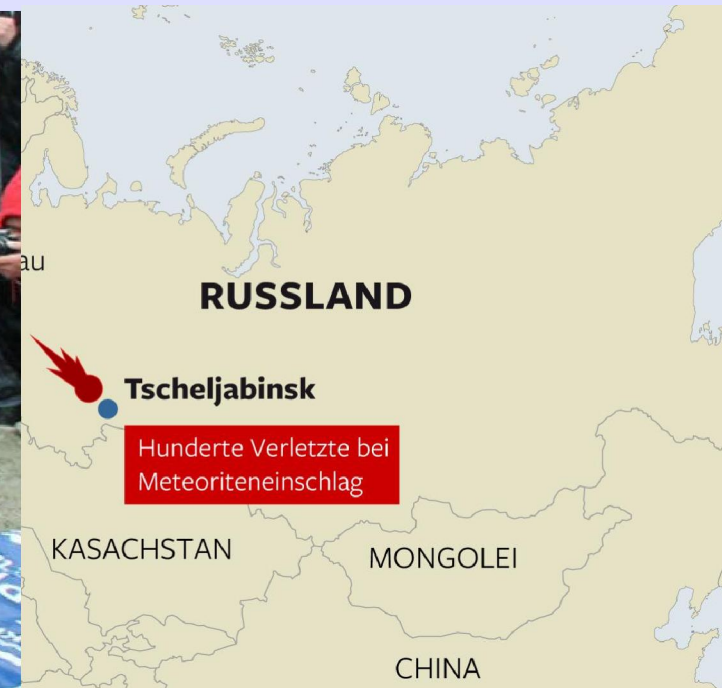 au
RUSSLAND
Tscheljabinsk
Hunderte Verletzte bei
Meteoriteneinschlag
KASACHSTAN
MONGOLEI
CHINA